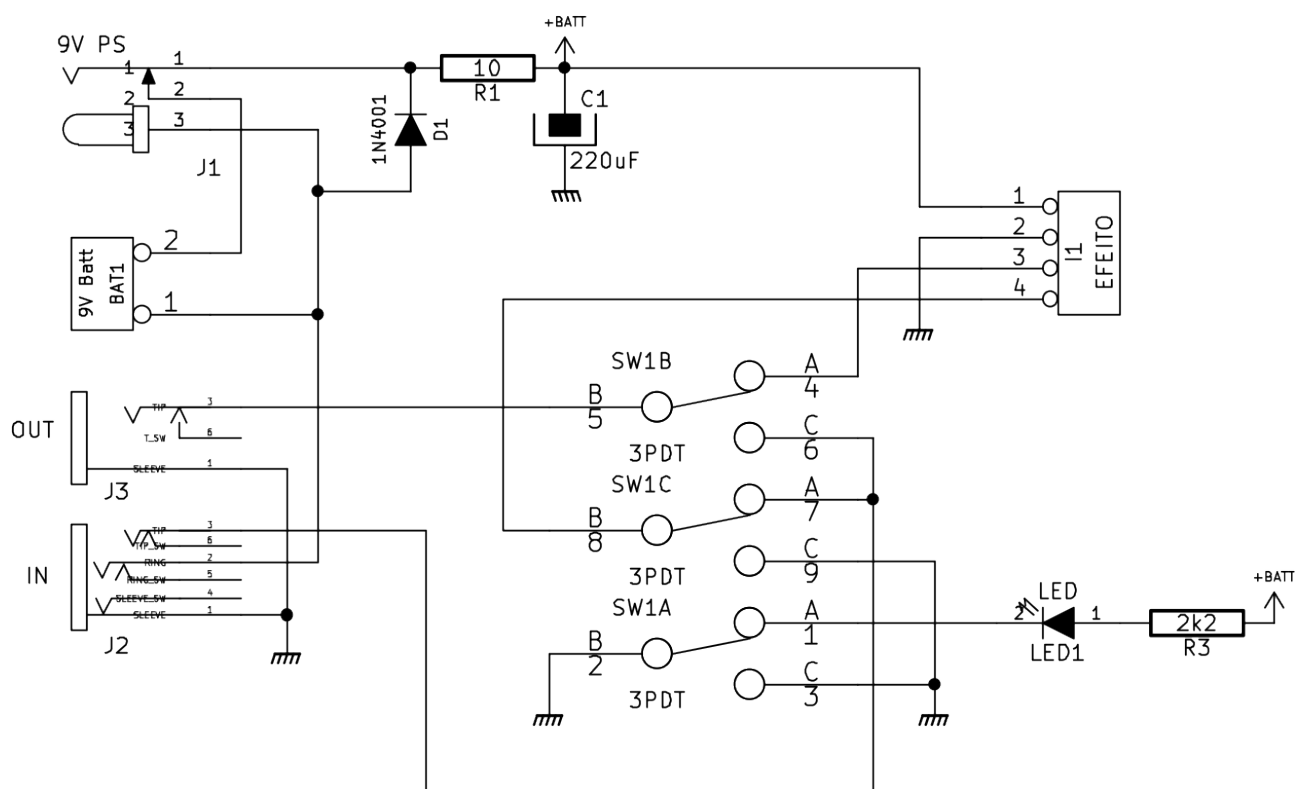 +BATT
9V PS
1
1
10
R1
2
2
3
3
J1
1N4001
D1
C1
220uF
9V Batt
BAT1
2
1
1
2
3
4
I1
EFEITO
OUT
TIP
3
T_SW
6
SLEEVE
1
J3
IN
TIP
3
TIP_SW
6
RING
2
RING_SW
5
SLEEVE_SW
4
SLEEVE
1
J2
SW1B
B
5
A
4
3PDT
C
6
SW1C
B
8
A
7
3PDT
C
9
SW1A
B
2
A
1
3PDT
C
3
LED
2
1
LED1
2k2
R3
+BATT